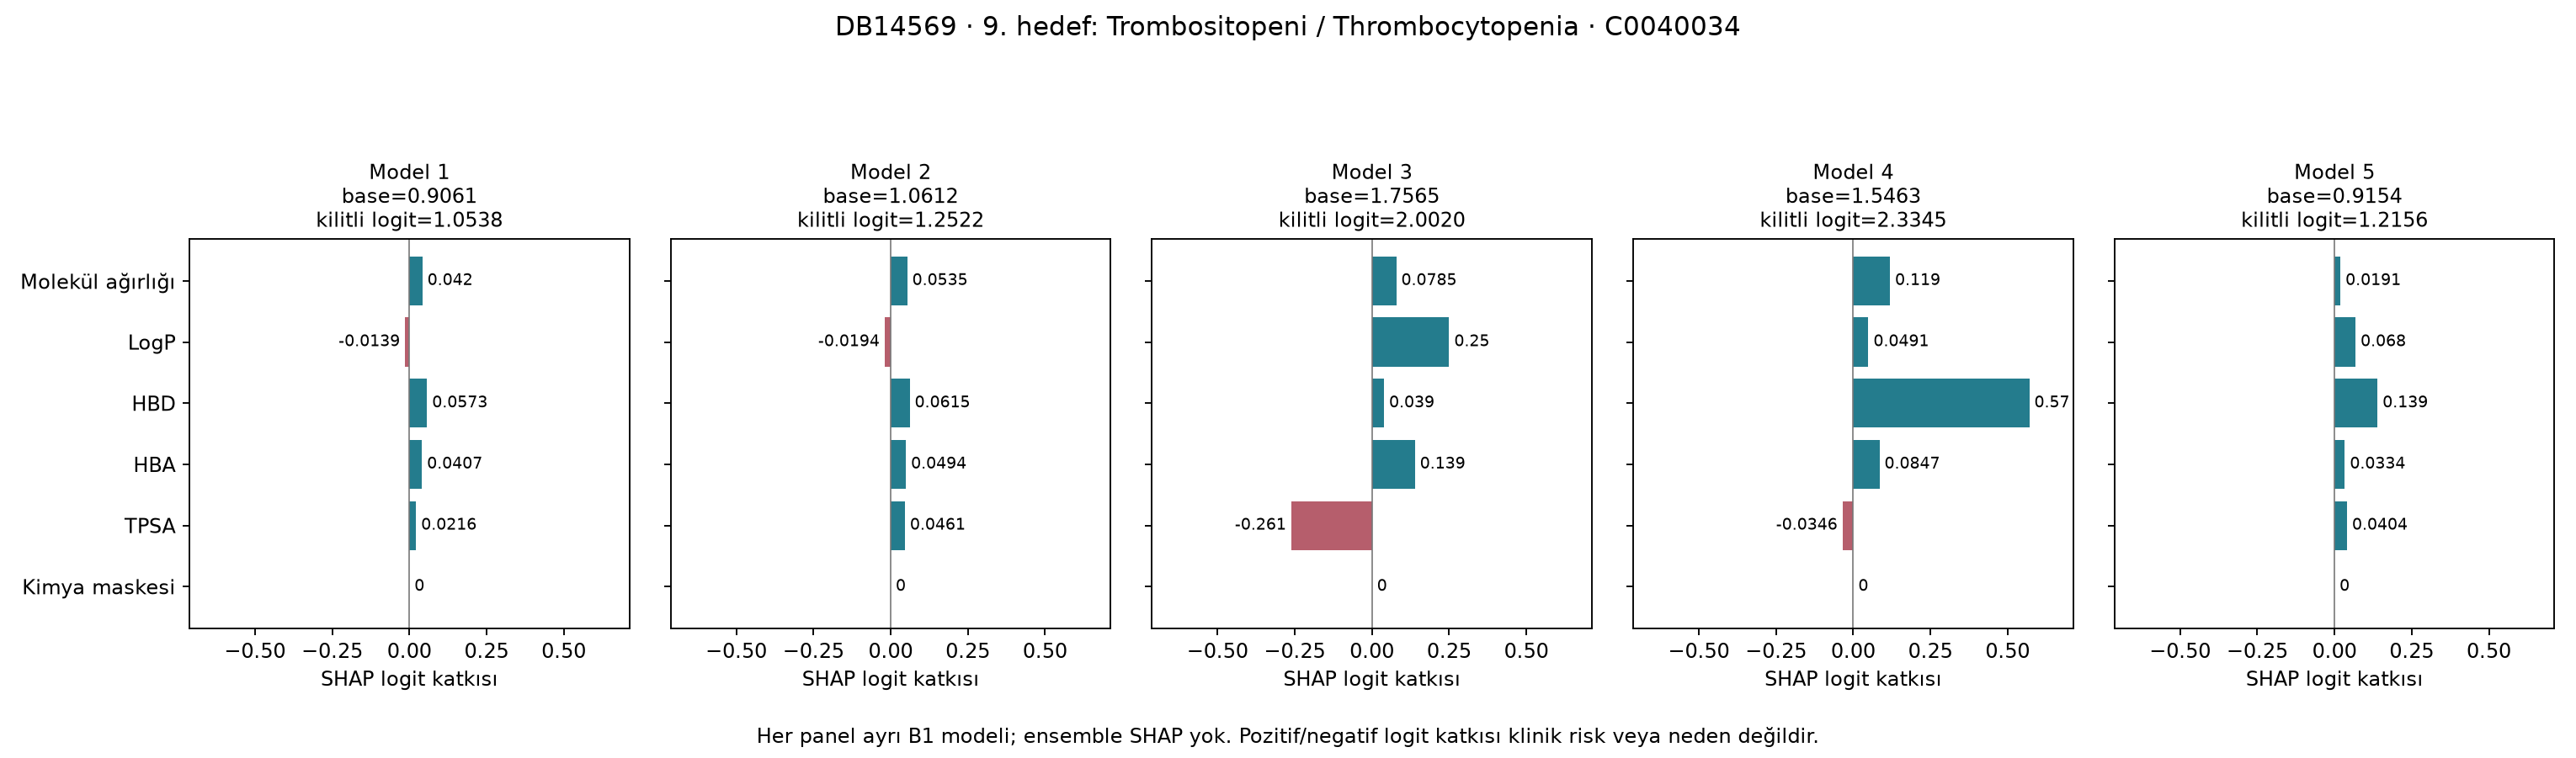 DB14569 · 9. hedef: Trombositopeni / Thrombocytopenia · C0040034
Model 1
base=0.9061
kilitli logit=1.0538
Model 2
base=1.0612
kilitli logit=1.2522
Model 3
base=1.7565
kilitli logit=2.0020
Model 4
base=1.5463
kilitli logit=2.3345
Model 5
base=0.9154
kilitli logit=1.2156
Molekül ağırlığı 0.042 0.0535 0.0785 0.119 0.0191
LogP -0.0139 -0.0194 0.25 0.0491 0.068
HBD 0.0573 0.0615 0.039 0.57 0.139
HBA 0.0407 0.0494 0.139 0.0847 0.0334
TPSA 0.0216 0.0461 -0.261 -0.0346 0.0404
Kimya maskesi 0 0 0 0 0
−0.50 −0.25 0.00 0.25 0.50 −0.50 −0.25 0.00 0.25 0.50 −0.50 −0.25 0.00 0.25 0.50 −0.50 −0.25 0.00 0.25 0.50 −0.50 −0.25 0.00 0.25 0.50
SHAP logit katkısı SHAP logit katkısı SHAP logit katkısı SHAP logit katkısı SHAP logit katkısı
Her panel ayrı B1 modeli; ensemble SHAP yok. Pozitif/negatif logit katkısı klinik risk veya neden değildir.